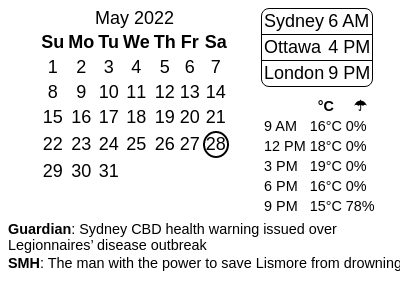 May 2022
Su Mo Tu We Th Fr Sa
1 2 3 4 5 6 7
8 9 10 11 12 13 14
15 16 17 18 19 20 21
22 23 24 25 26 27 28
29 30 31
Sydney 6 AM
Ottawa 4 PM
London 9 PM
°C ☂
9 AM 16°C 0%
12 PM 18°C 0%
3 PM 19°C 0%
6 PM 16°C 0%
9 PM 15°C 78%
Guardian: Sydney CBD health warning issued over
Legionnaires’ disease outbreak
SMH: The man with the power to save Lismore from drowning